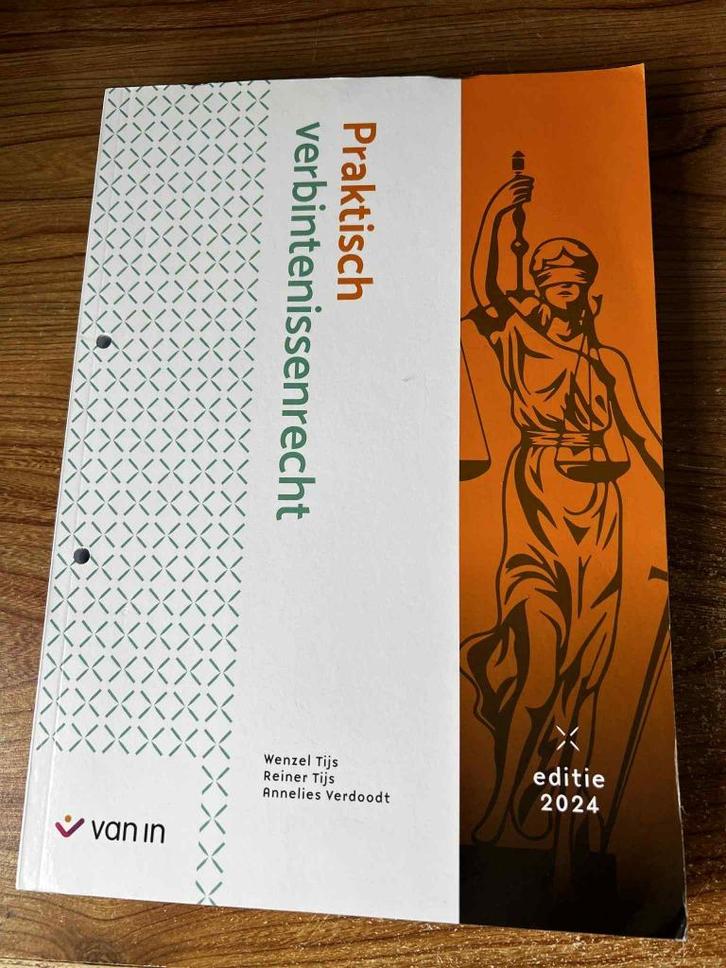 Praktisch
verbintenissenrecht
Wenzel Tijs
Reiner Tijs
Annelies Verdoodt
van in
editie
2024